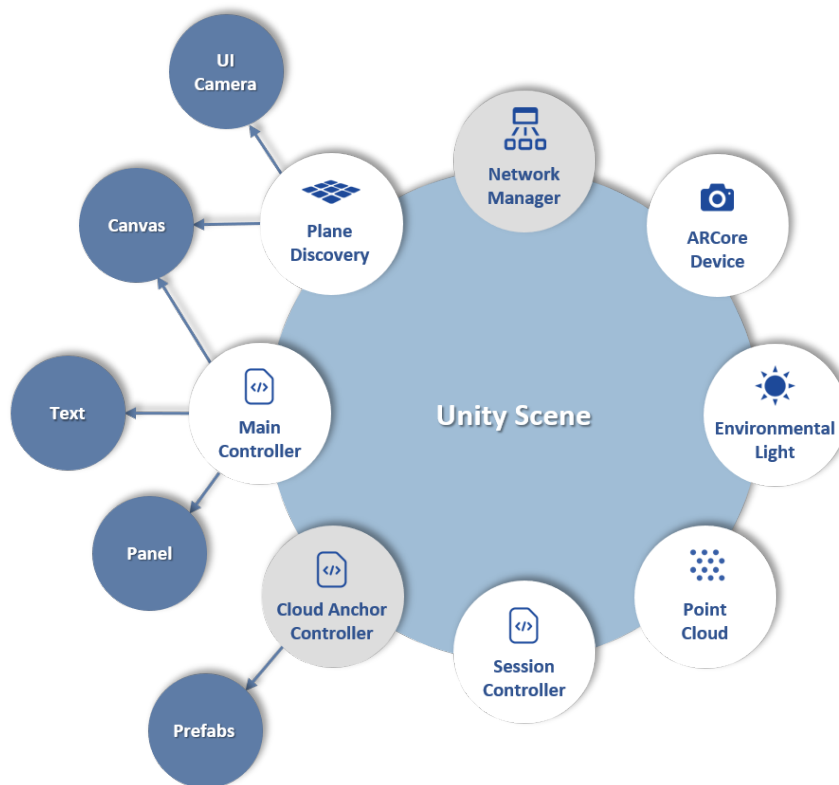 UI
Camera
Network
Manager
Canvas
Plane
Discovery
ARCore
Device
Text
Main
Controller
Unity Scene
Environmental
Light
Panel
Cloud Anchor
Controller
Point
Cloud
Session
Controller
Prefabs